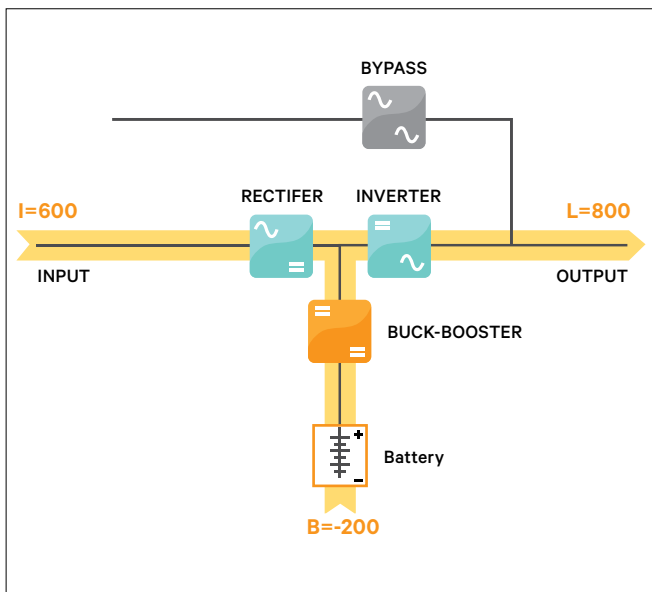 BYPASS
RECTIFER
INVERTER
I=600
L=800
INPUT
OUTPUT
BUCK-BOOSTER
+
Battery
–
B=-200